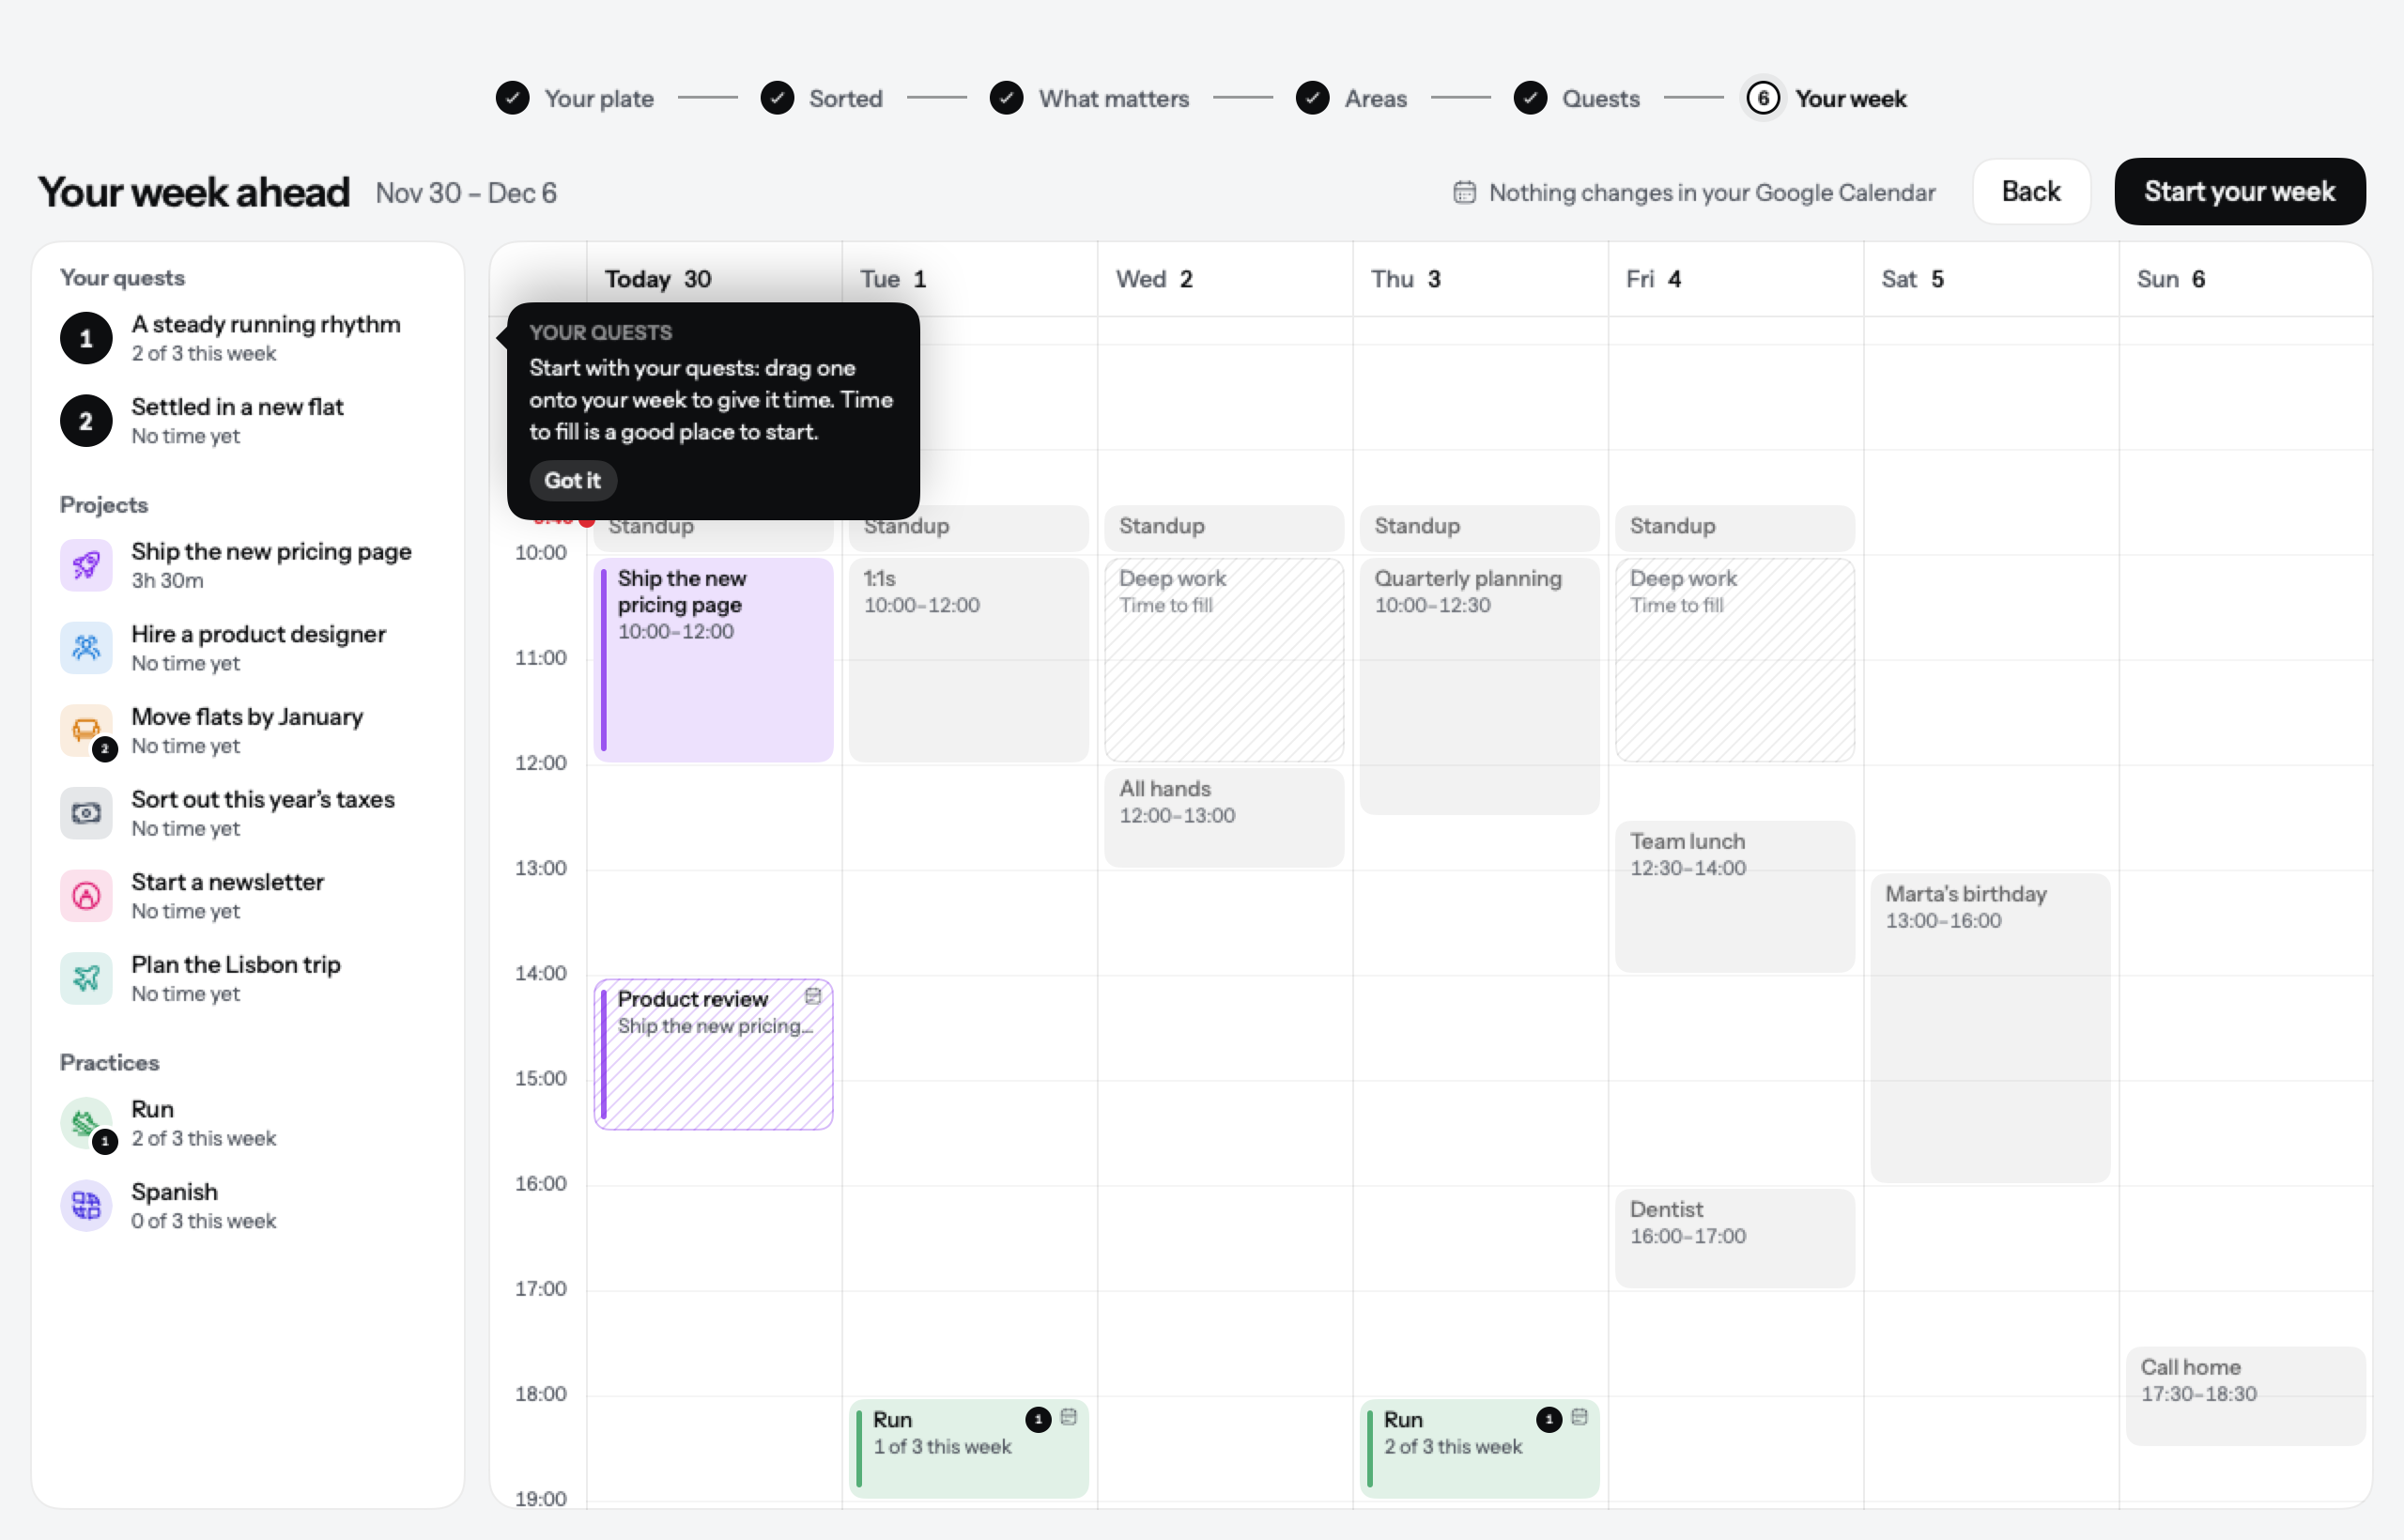 Your plate
Sorted
What matters
Areas
Quests
6 Your week
Your week ahead Nov 30 – Dec 6
Nothing changes in your Google Calendar
Back
Start your week
Your quests
1 A steady running rhythm
2 of 3 this week
2 Settled in a new flat
No time yet
Projects
Ship the new pricing page
3h 30m
Hire a product designer
No time yet
Move flats by January
2 No time yet
Sort out this year’s taxes
No time yet
Start a newsletter
No time yet
Plan the Lisbon trip
No time yet
Practices
Run
1 2 of 3 this week
Spanish
0 of 3 this week
Today 30
Tue 1
Wed 2
Thu 3
Fri 4
Sat 5
Sun 6
YOUR QUESTS
Start with your quests: drag one
onto your week to give it time. Time
to fill is a good place to start.
Got it
10:00
11:00
12:00
13:00
14:00
15:00
16:00
17:00
18:00
19:00
Standup
Ship the new
pricing page
10:00–12:00
Product review
Ship the new pricing...
Standup
1:1s
10:00–12:00
Run 1
1 of 3 this week
Standup
Deep work
Time to fill
All hands
12:00–13:00
Standup
Quarterly planning
10:00–12:30
Run 1
2 of 3 this week
Standup
Deep work
Time to fill
Team lunch
12:30–14:00
Dentist
16:00–17:00
Marta’s birthday
13:00–16:00
Call home
17:30–18:30